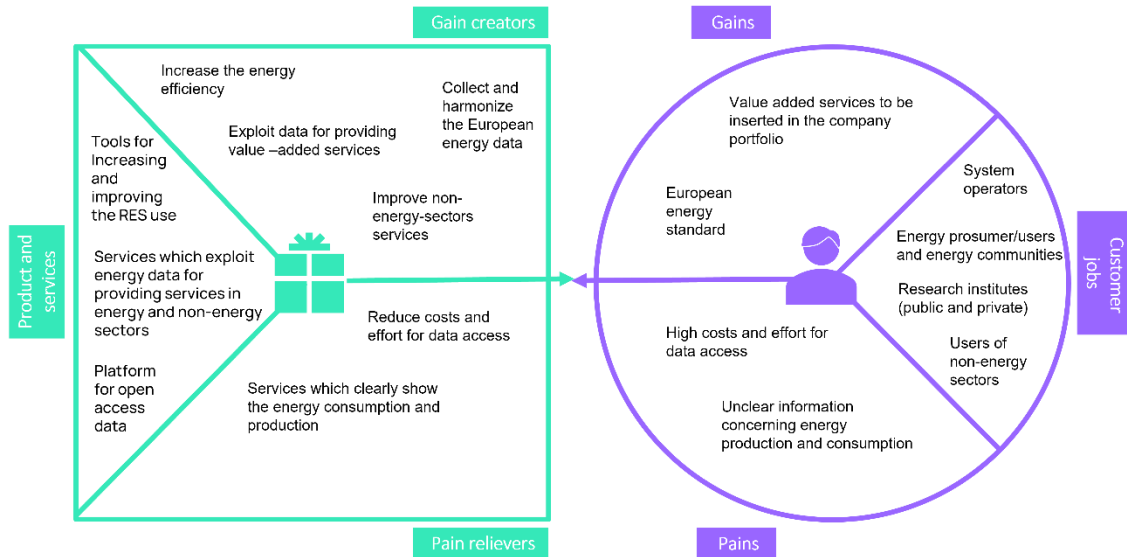 Gain creators
Increase the energy
efficiency
Collect and
harmonize
the European
energy data
Exploit data for providing
value –added services
Improve non-
energy-sectors
services
Tools for
Increasing
and
improving
the RES use
Product and
services
Services which exploit
energy data for
providing services in
energy and non-energy
sectors
Platform
for open
access
data
Reduce costs and
effort for data access
Services which clearly show
the energy consumption and
production
Pain relievers
Gains
Value added services to be
inserted in the company
portfolio
European
energy
standard
System
operators
Energy prosumer/users
and energy communities
Research institutes
(public and private)
Users of
non-energy
sectors
Customer
jobs
High costs and effort for
data access
Unclear information
concerning energy
production and consumption
Pains